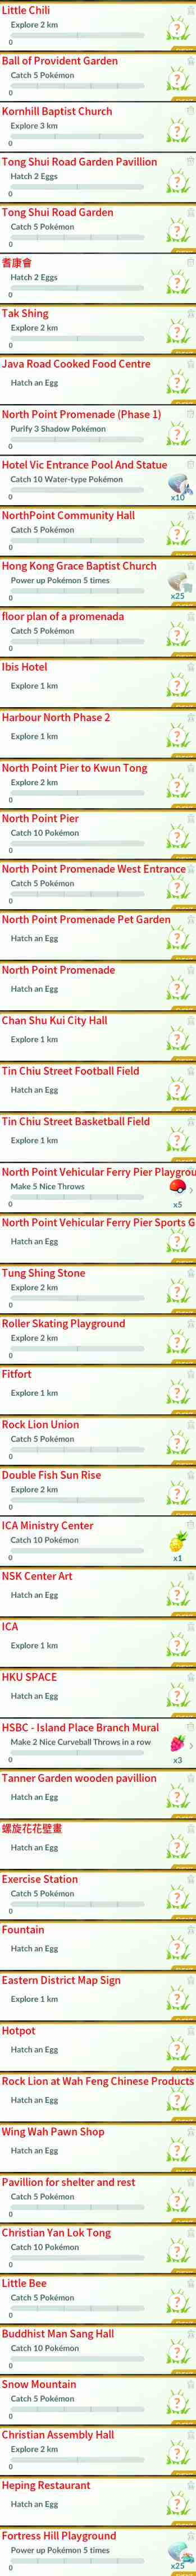 Little Chili
Explore 2 km
0
Ball of Provident Garden
Catch 5 Pokémon
0
Kornhill Baptist Church
Explore 3 km
0
Tong Shui Road Garden Pavillion
Hatch 2 Eggs
0
Tong Shui Road Garden
Catch 5 Pokémon
0
耆康會
Hatch 2 Eggs
0
Tak Shing
Explore 2 km
0
Java Road Cooked Food Centre
Hatch an Egg
North Point Promenade (Phase 1)
Purify 3 Shadow Pokémon
0
Hotel Vic Entrance Pool And Statue
Catch 10 Water-type Pokémon
0
x10
NorthPoint Community Hall
Catch 5 Pokémon
0
Hong Kong Grace Baptist Church
Power up Pokémon 5 times
0
x25
floor plan of a promenada
Catch 5 Pokémon
0
Ibis Hotel
Explore 1 km
Harbour North Phase 2
Explore 1 km
North Point Pier to Kwun Tong
Explore 2 km
0
North Point Pier
Catch 10 Pokémon
0
North Point Promenade West Entrance
Catch 5 Pokémon
0
North Point Promenade Pet Garden
Hatch an Egg
North Point Promenade
Hatch an Egg
Chan Shu Kui City Hall
Explore 1 km
Tin Chiu Street Football Field
Hatch an Egg
Tin Chiu Street Basketball Field
Explore 1 km
North Point Vehicular Ferry Pier Playgrou
Make 5 Nice Throws
0
x5
North Point Vehicular Ferry Pier Sports G
Hatch an Egg
Tung Shing Stone
Explore 2 km
0
Roller Skating Playground
Explore 2 km
0
Fitfort
Explore 1 km
Rock Lion Union
Catch 5 Pokémon
0
Double Fish Sun Rise
Explore 2 km
0
ICA Ministry Center
Catch 10 Pokémon
0
x1
NSK Center Art
Hatch an Egg
ICA
Explore 1 km
HKU SPACE
Hatch an Egg
HSBC - Island Place Branch Mural
Make 2 Nice Curveball Throws in a row
0
x3
Tanner Garden wooden pavillion
Hatch an Egg
螺旋花花壁畫
Hatch an Egg
Exercise Station
Catch 5 Pokémon
0
Fountain
Hatch an Egg
Eastern District Map Sign
Explore 1 km
Hotpot
Hatch an Egg
Rock Lion at Wah Feng Chinese Products
Hatch an Egg
Wing Wah Pawn Shop
Hatch an Egg
Pavillion for shelter and rest
Catch 5 Pokémon
0
Christian Yan Lok Tong
Catch 10 Pokémon
0
Little Bee
Catch 5 Pokémon
0
Buddhist Man Sang Hall
Catch 10 Pokémon
0
Snow Mountain
Catch 5 Pokémon
0
Christian Assembly Hall
Explore 2 km
0
Heping Restaurant
Hatch an Egg
Fortress Hill Playground
Power up Pokémon 5 times
0
x25